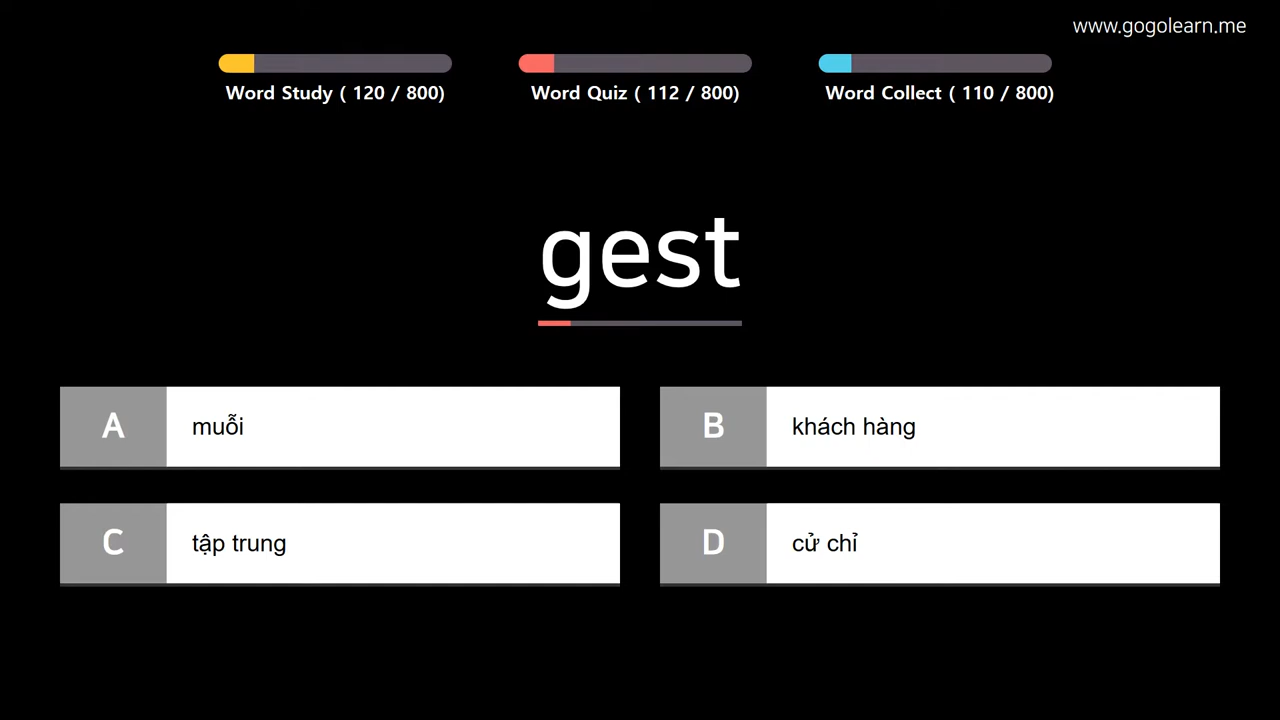 www.gogolearn.me
Word Study ( 120 / 800)
Word Quiz ( 112 / 800)
Word Collect ( 110 / 800)
gest
A
muỗi
B
khách hàng
C
tập trung
D
cử chỉ